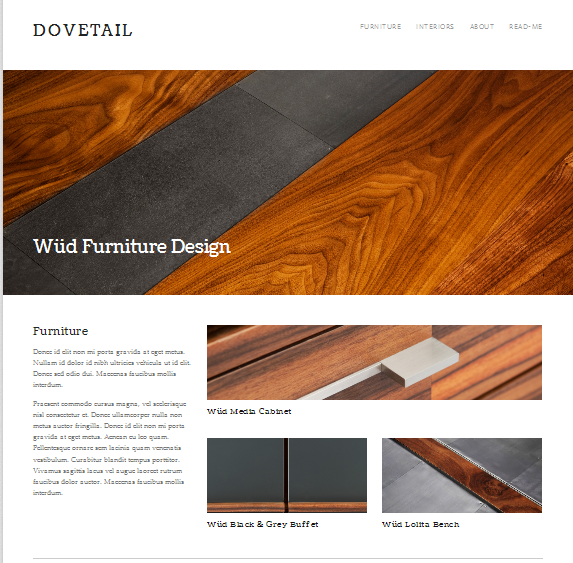 DOVETAIL
FURNITURE INTERIORS ABOUT READ-ME
Wüd Furniture Design
Furniture
Donec id elit non mi porta gravida at eget metus.
Nullam id dolor id nibh ultricies vehicula ut id elit.
Donec sed odio dui. Maecenas faucibus mollis
interdum.
Praesent commodo cursus magna, vel scelerisque
nisl consectetur et. Donec ullamcorper nulla non
metus auctor fringilla. Donec id elit non mi porta
gravida at eget metus. Aenean eu leo quam.
Pellentesque ornare sem lacinia quam venenatis
vestibulum. Curabitur blandit tempus porttitor.
Vivamus sagittis lacus vel augue laoreet rutrum
faucibus dolor auctor. Maecenas faucibus mollis
interdum.
Wüd Media Cabinet
Wüd Black & Grey Buffet
Wüd Lolita Bench